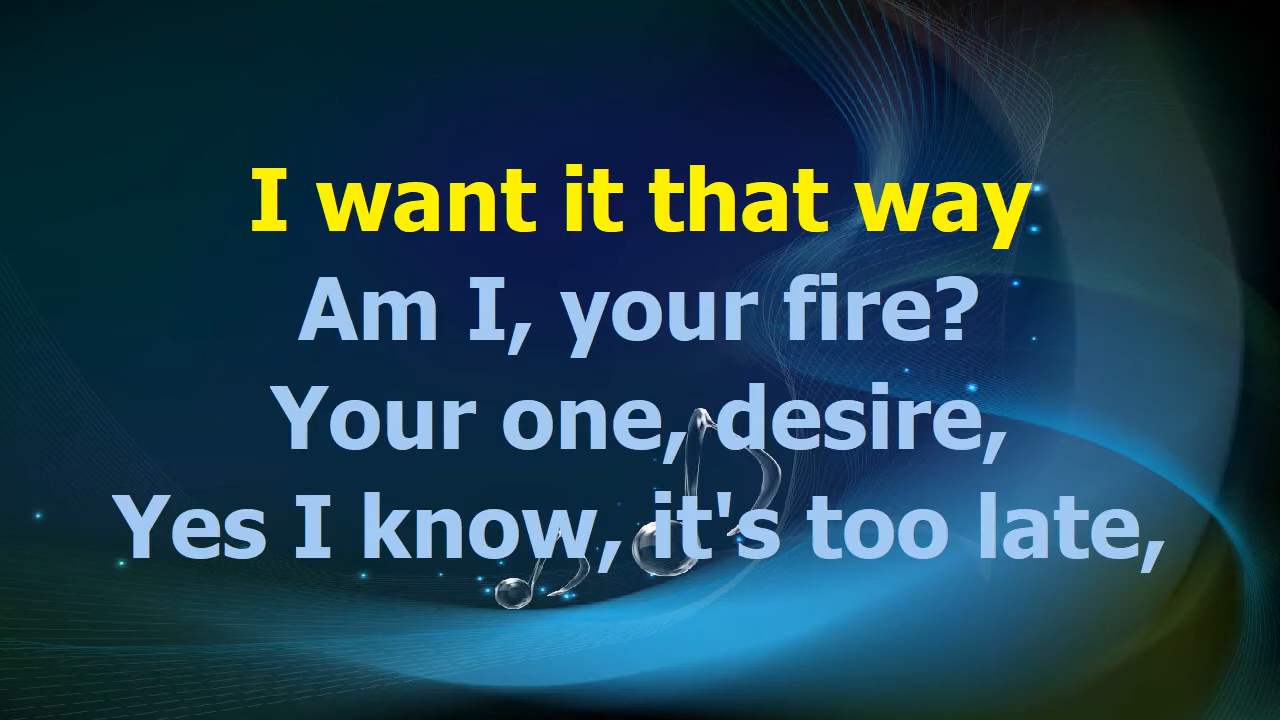 I want it that way
Am I, your fire?
Your one, desire,
Yes I know, it's too late,